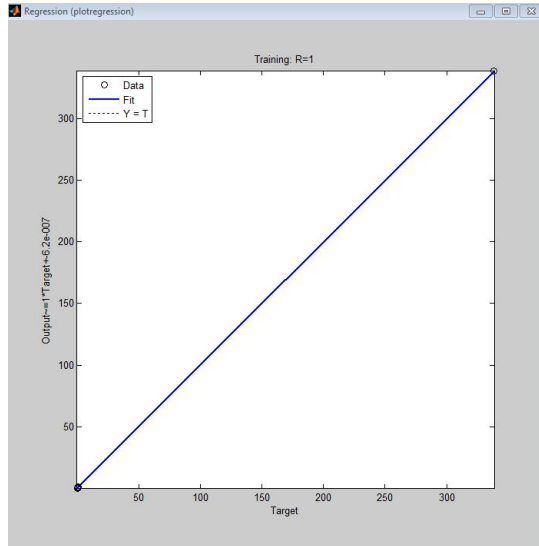 Regression (plotregression)
Training: R=1
Data
Fit
Y = T
Output~=1*Target+-6.2e-007
300
250
200
150
100
50
50 100 150 200 250 300
Target